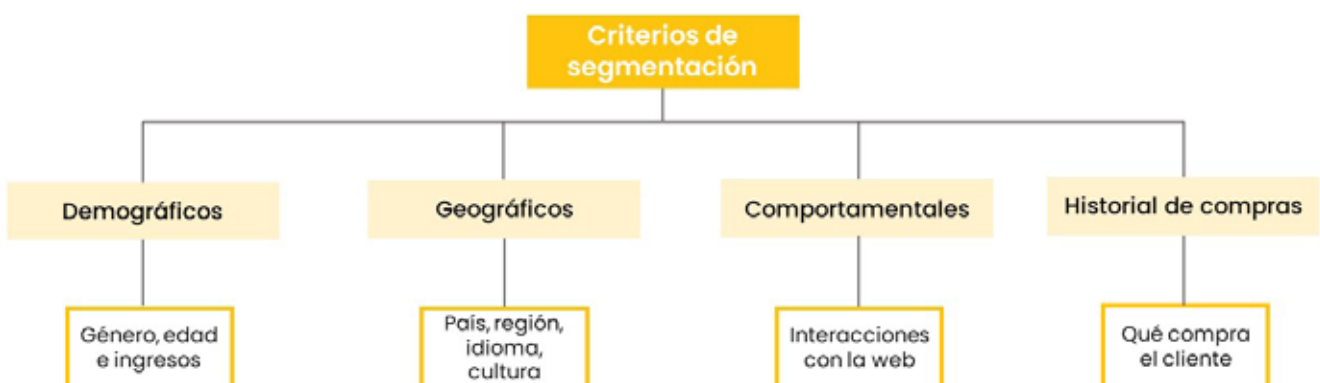 Criterios de
segmentación
Demográficos
Geográficos
Comportamentales
Historial de compras
Género, edad
e ingresos
País, región,
idioma,
cultura
Interacciones
con la web
Qué compra
el cliente